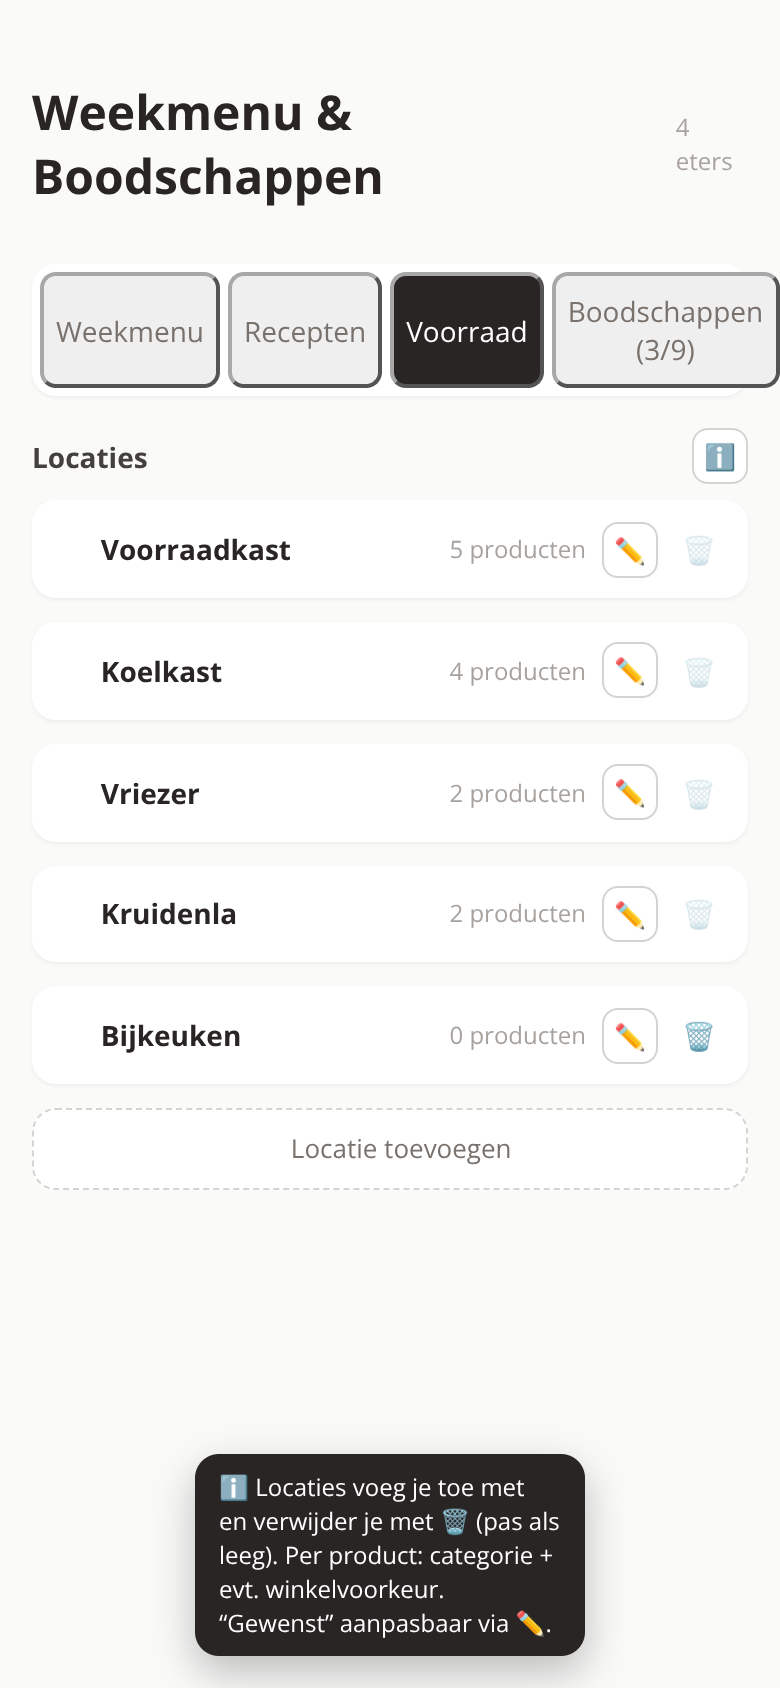 Weekmenu &
Boodschappen
4
eters
Weekmenu
Recepten
Voorraad
Boodschappen
(3/9)
Locaties
ℹ️
Voorraadkast 5 producten ✏️ 🗑️
Koelkast 4 producten ✏️ 🗑️
Vriezer 2 producten ✏️ 🗑️
Kruidenla 2 producten ✏️ 🗑️
Bijkeuken 0 producten ✏️ 🗑️
Locatie toevoegen
ℹ️ Locaties voeg je toe met
en verwijder je met 🗑️ (pas als
leeg). Per product: categorie +
evt. winkelvoorkeur.
“Gewenst” aanpasbaar via ✏️.